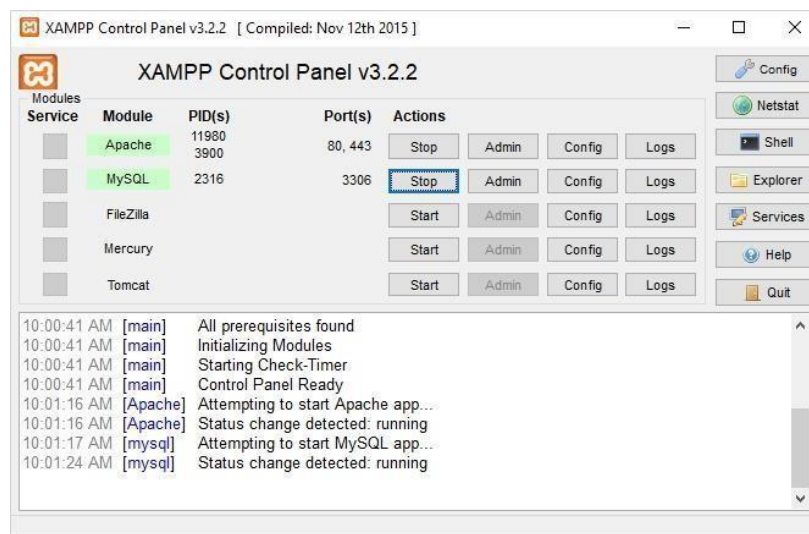 XAMPP Control Panel v3.2.2 [ Compiled: Nov 12th 2015 ]
XAMPP Control Panel v3.2.2
Config
Modules
Service Module PID(s) Port(s) Actions
Netstat
Apache 11980 3900 80, 443 Stop Admin Config Logs
Shell
MySQL 2316 3306 Stop Admin Config Logs
Explorer
FileZilla Start Admin Config Logs
Services
Mercury Start Admin Config Logs
Help
Tomcat Start Admin Config Logs
Quit
10:00:41 AM [main] All prerequisites found
10:00:41 AM [main] Initializing Modules
10:00:41 AM [main] Starting Check-Timer
10:00:41 AM [main] Control Panel Ready
10:01:16 AM [Apache] Attempting to start Apache app...
10:01:16 AM [Apache] Status change detected: running
10:01:17 AM [mysql] Attempting to start MySQL app...
10:01:24 AM [mysql] Status change detected: running